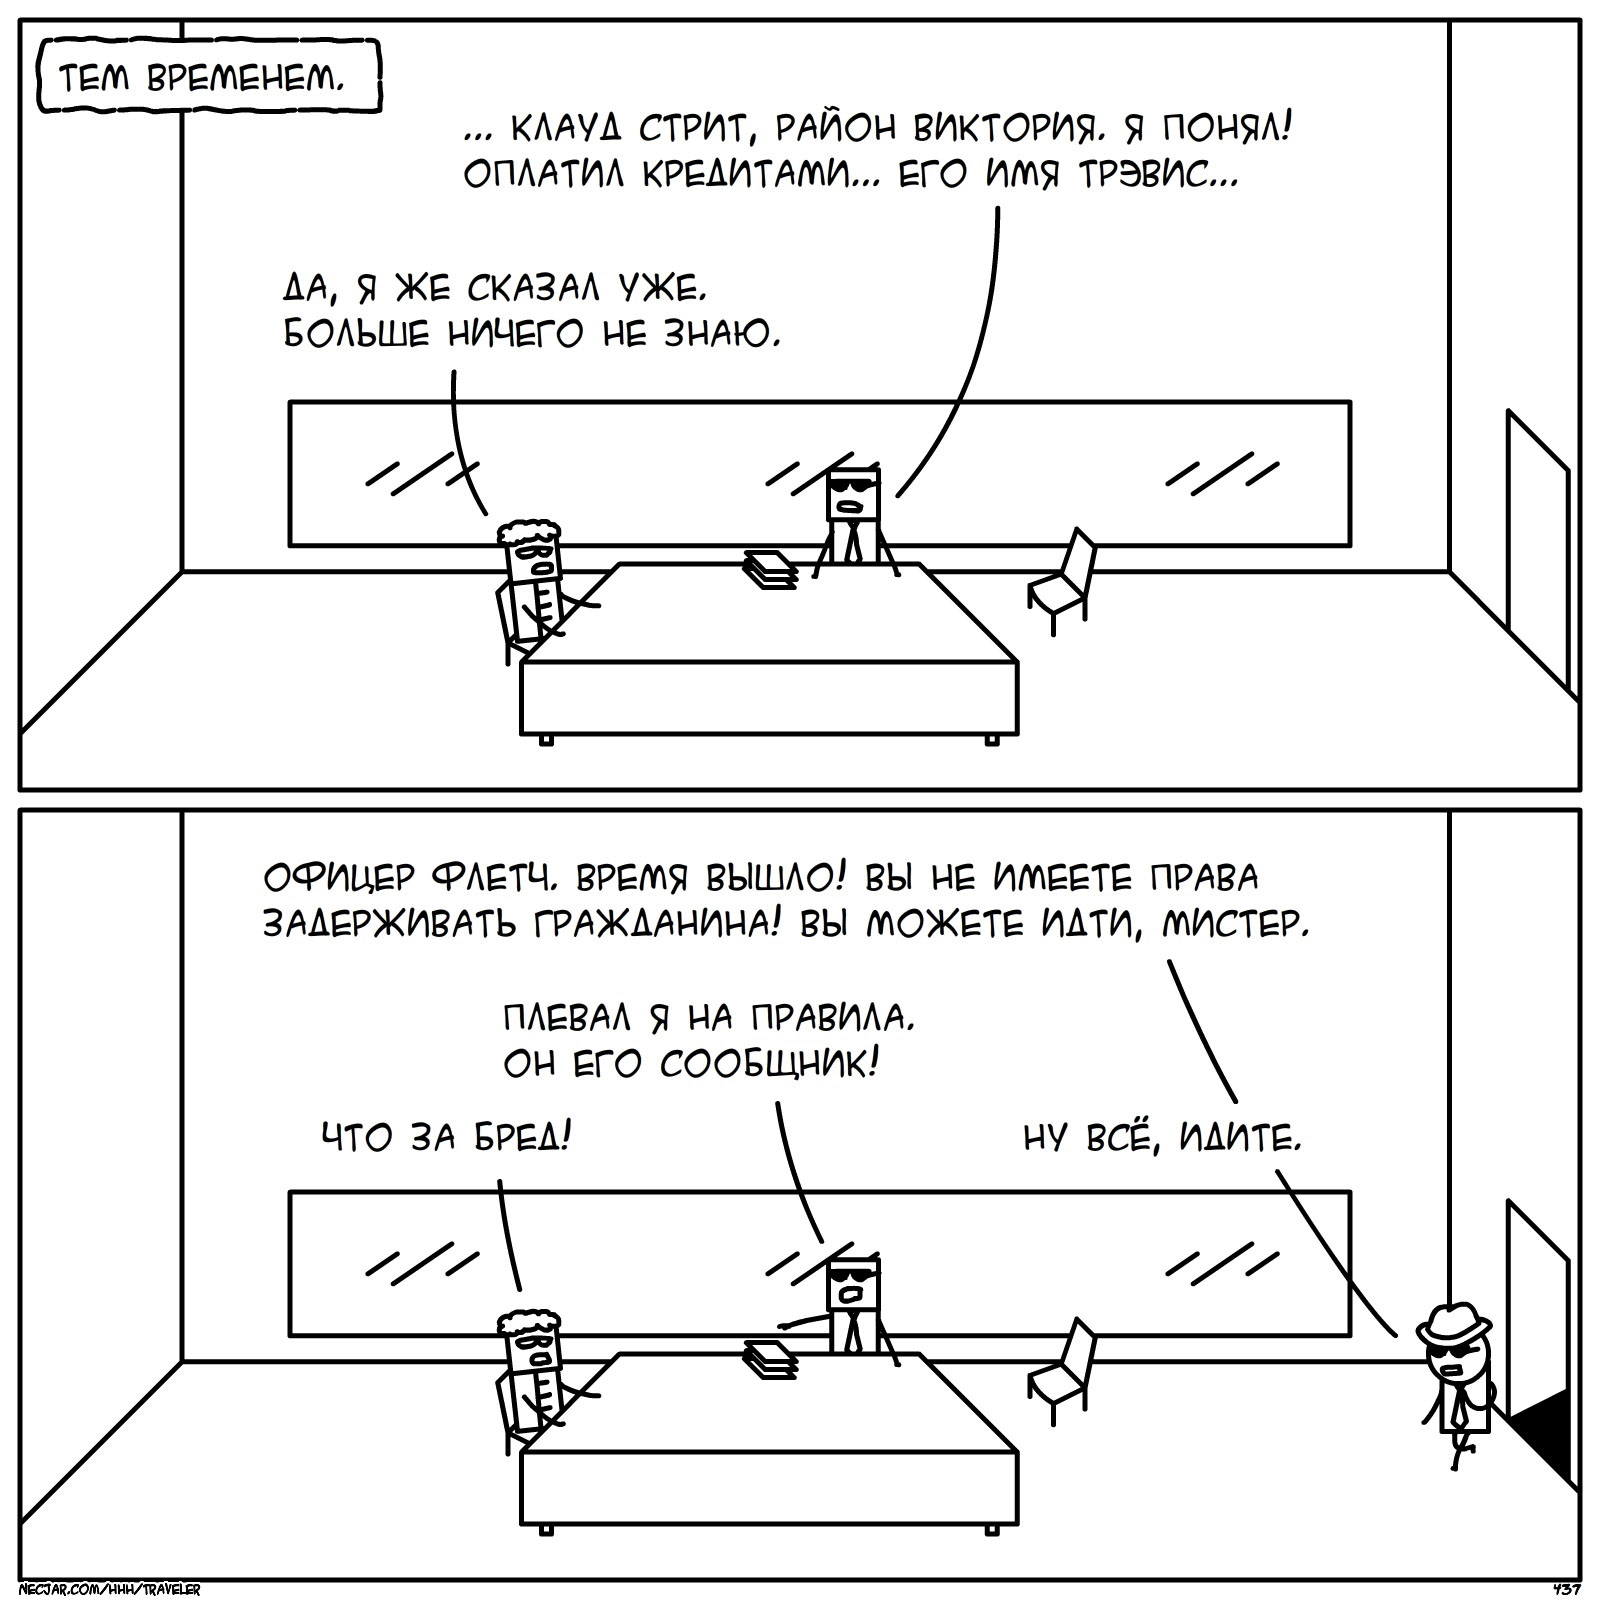 ТЕМ ВРЕМЕНЕМ.
... КЛАУД СТРИТ, РАЙОН ВИКТОРИЯ. Я ПОНЯЛ!
ОПЛАТИЛ КРЕДИТАМИ... ЕГО ИМЯ ТРЭВИС...
ДА, Я ЖЕ СКАЗАЛ УЖЕ.
БОЛЬШЕ НИЧЕГО НЕ ЗНАЮ.
ОФИЦЕР ФЛЕТЧ. ВРЕМЯ ВЫШЛО! ВЫ НЕ ИМЕЕТЕ ПРАВА
ЗАДЕРЖИВАТЬ ГРАЖДАНИНА! ВЫ МОЖЕТЕ ИДТИ, МИСТЕР.
ПЛЕВАЛ Я НА ПРАВИЛА.
ОН ЕГО СООБЩНИК!
ЧТО ЗА БРЕД!
НУ ВСЁ, ИДИТЕ.
NECJAR.COM/HHH/TRAVELER
437